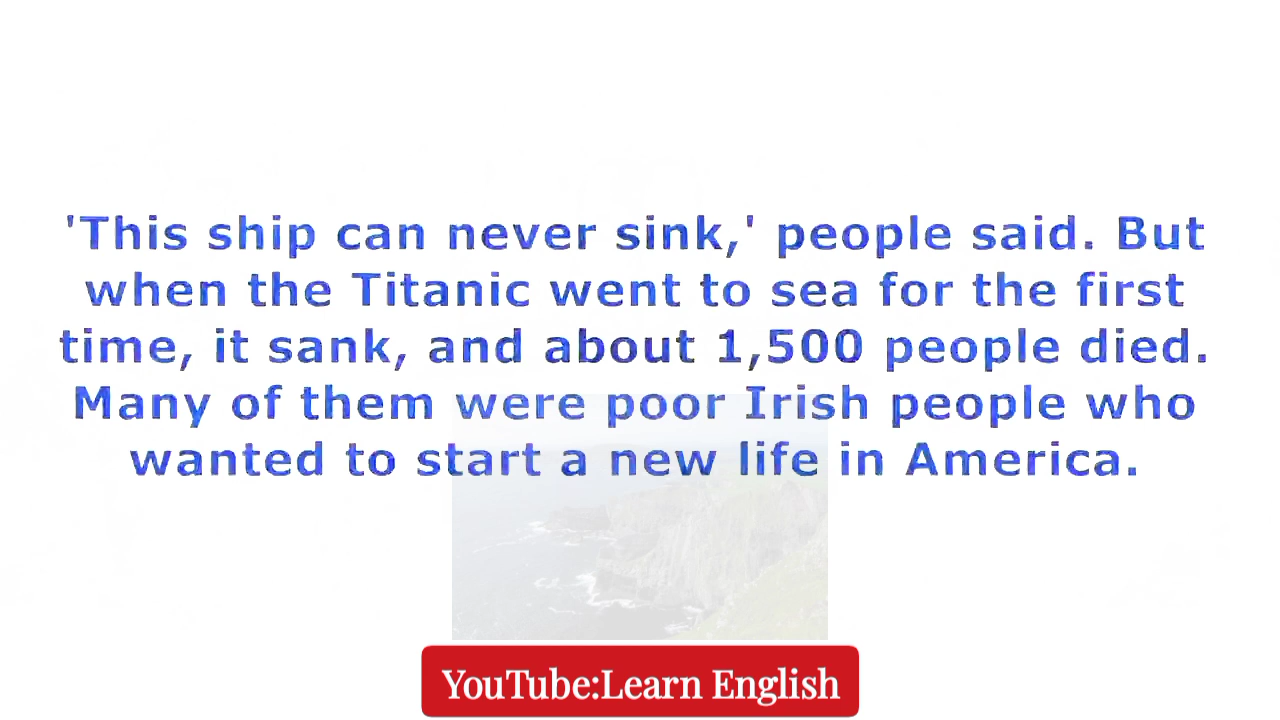 'This ship can never sink,' people said. But
when the Titanic went to sea for the first
time, it sank, and about 1,500 people died.
Many of them were poor Irish people who
wanted to start a new life in America.
YouTube:Learn English